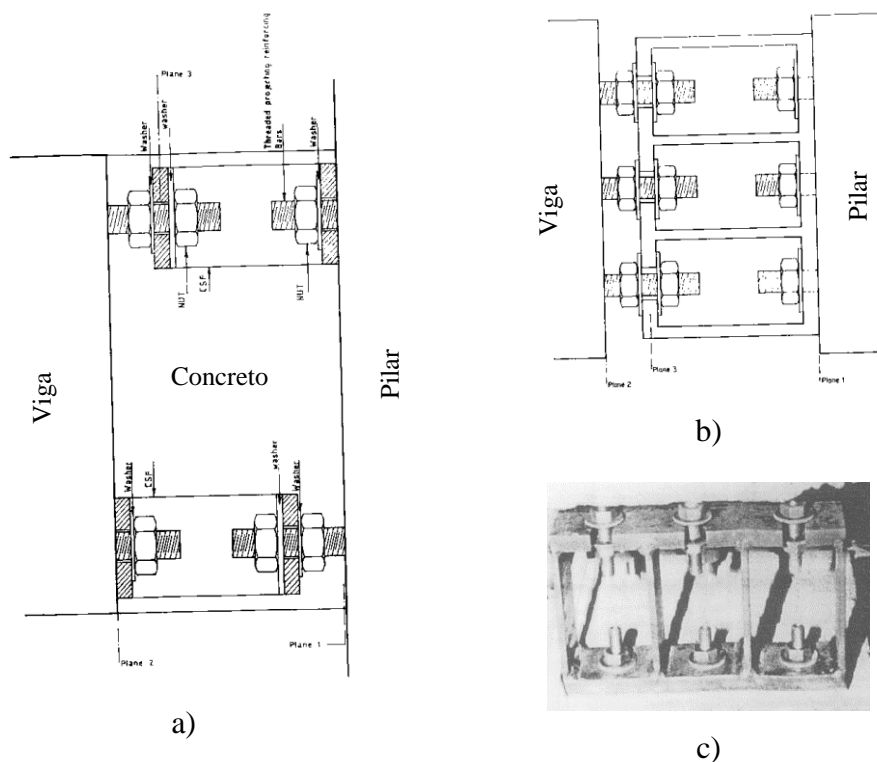 Plane 3
Washer
washer
Threaded projecting reinforcing
Bars
Washer
NUT
CSF
NUT
Viga
Concreto
Pilar
Washer
CSF
washer
Washer
Plane 2
Plane 1
a)
Viga
Pilar
Plane 2
Plane 3
Plane 1
b)
c)